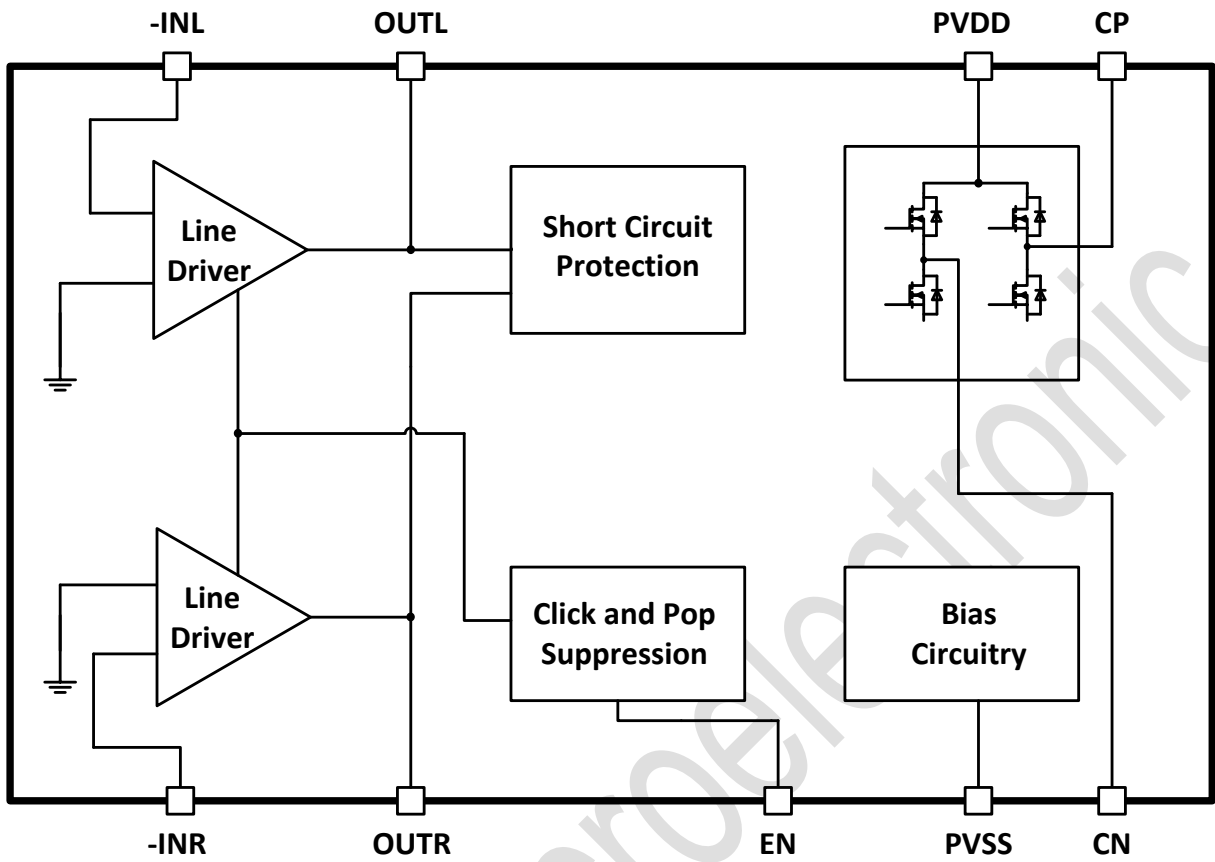 -INL OUTL PVDD CP
Line
Driver
Short Circuit
Protection
Line
Driver
Click and Pop
Suppression
Bias
Circuitry
-INR OUTR EN PVSS CN
roelectronic